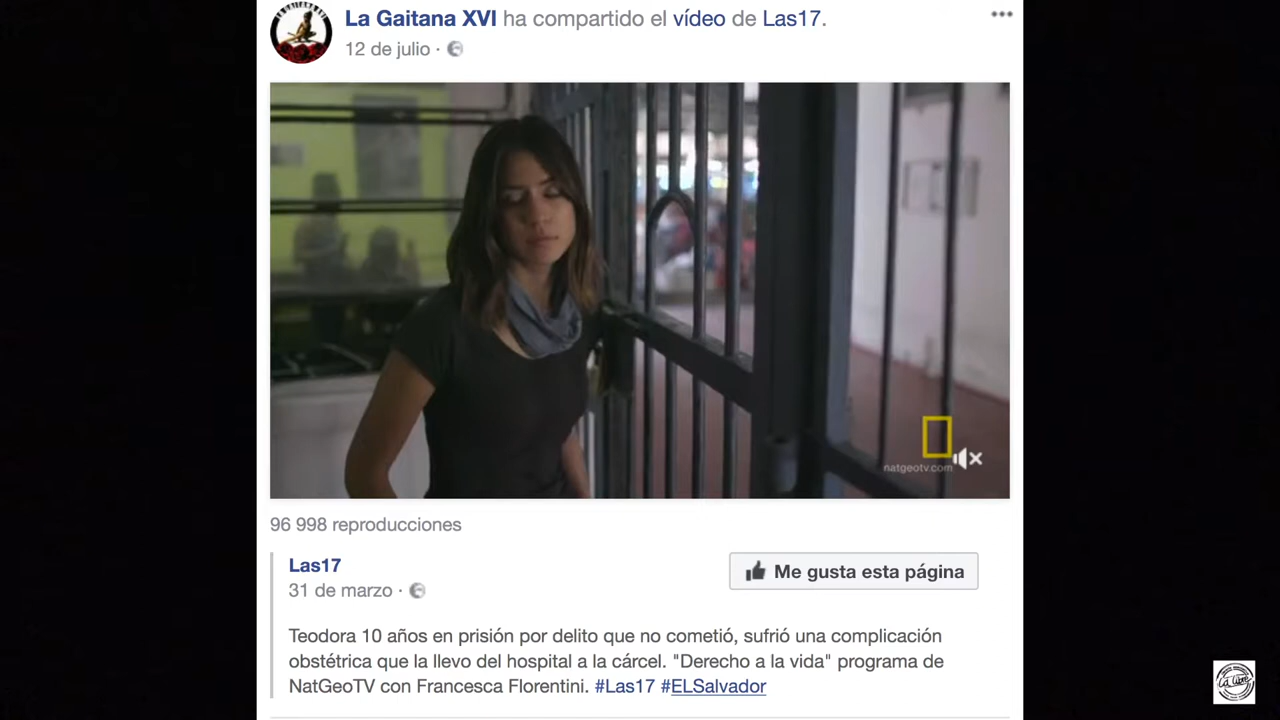 LA GAITANA XVI
La Gaitana XVI ha compartido el vídeo de Las17.
12 de julio ·
natgeotv.com
96 998 reproducciones
Las17
31 de marzo ·
Me gusta esta página
Teodora 10 años en prisión por delito que no cometió, sufrió una complicación
obstétrica que la llevo del hospital a la cárcel. "Derecho a la vida" programa de
NatGeoTV con Francesca Florentini. #Las17 #ELSalvador